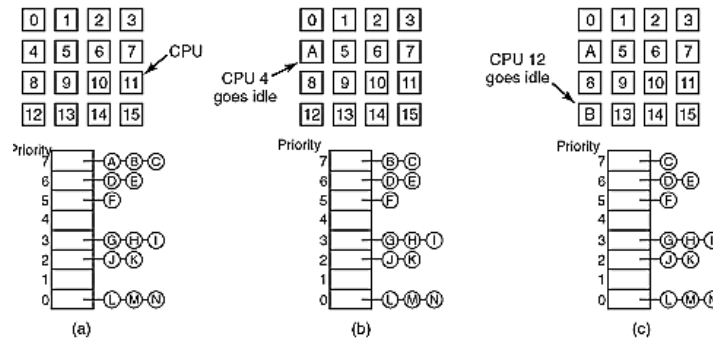 0 1 2 3
4 5 6 7
8 9 10 11
12 13 14 15
CPU
Priority
7 A B C
6 D E
5 F
4
3 G H I
2 J K
1
0 L M N
(a)
0 1 2 3
A 5 6 7
8 9 10 11
12 13 14 15
CPU 4
goes idle
Priority
7 B C
6 D E
5 F
4
3 G H I
2 J K
1
0 L M N
(b)
0 1 2 3
A 5 6 7
8 9 10 11
B 13 14 15
CPU 12
goes idle
Priority
7 C
6 D E
5 F
4
3 G H I
2 J K
1
0 L M N
(c)